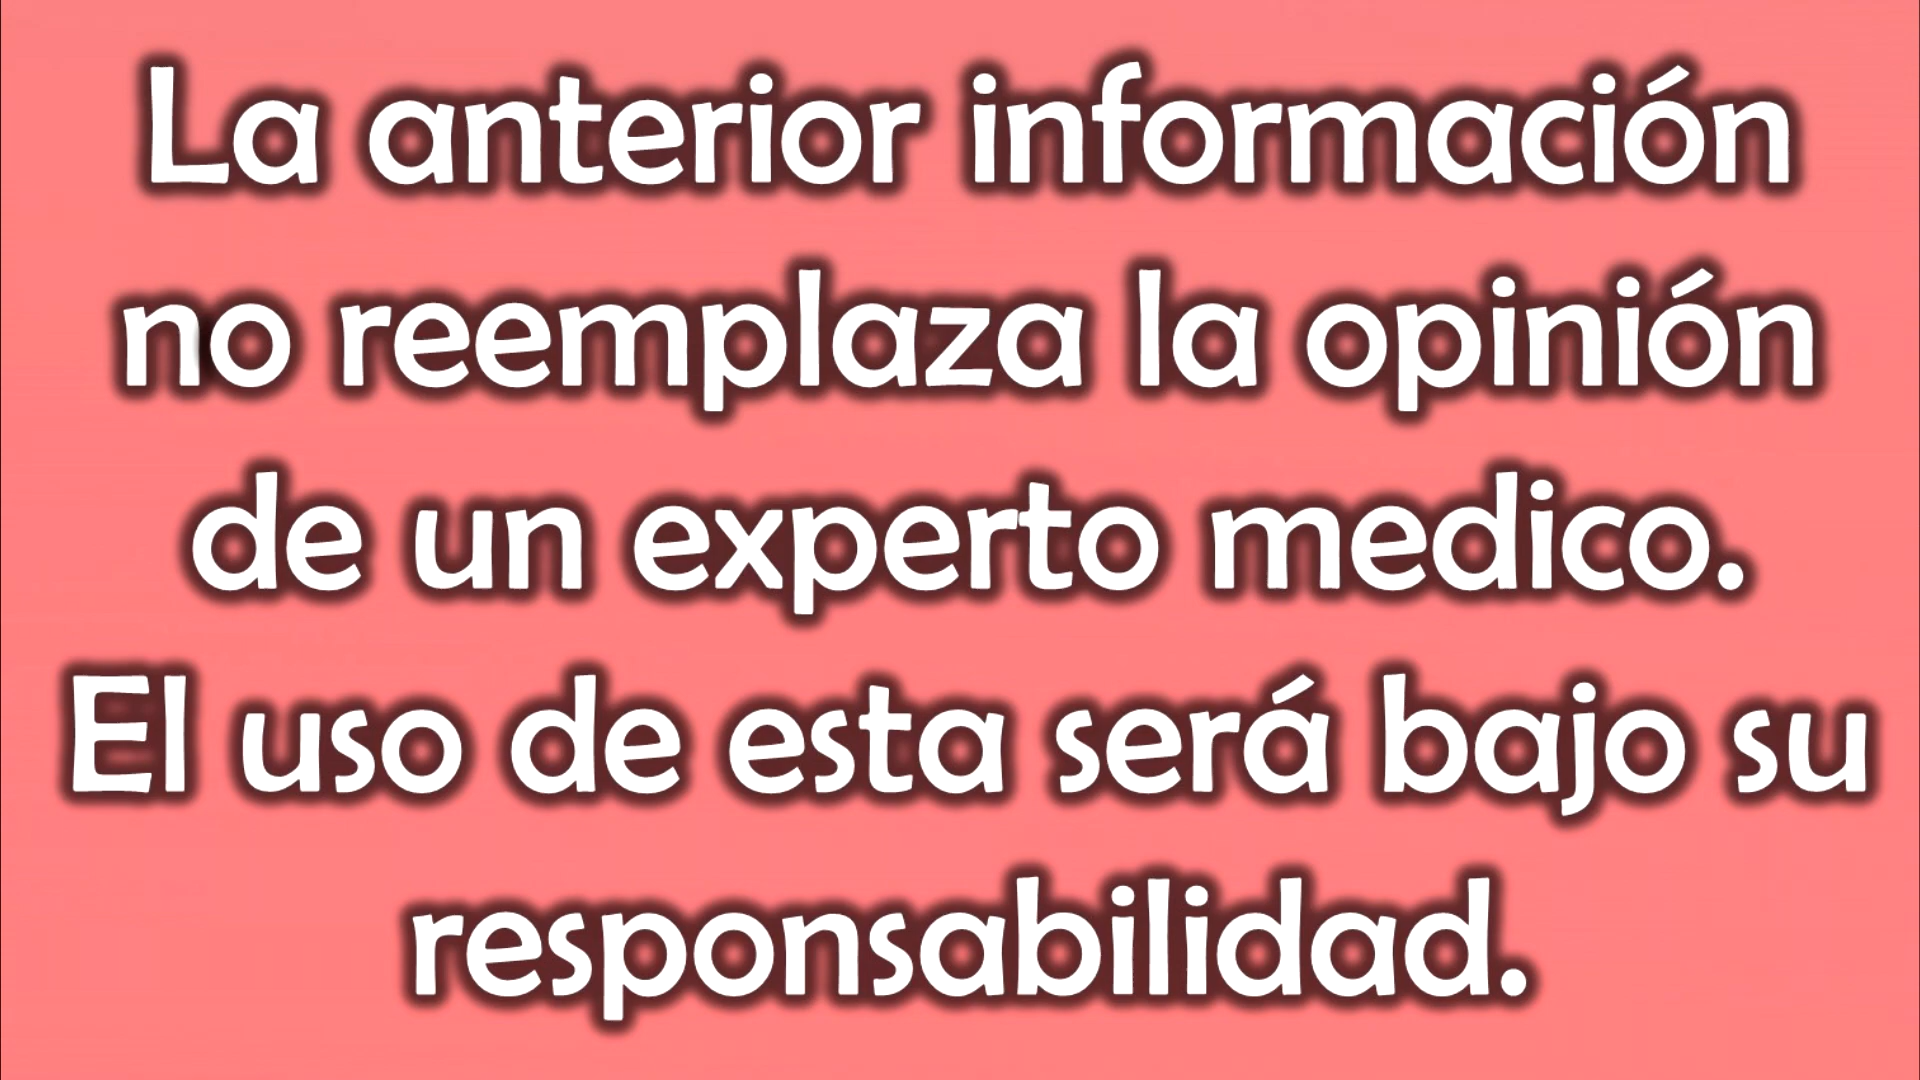 La anterior información
no reemplaza la opinión
de un experto medico.
El uso de esta será bajo su
responsabilidad.